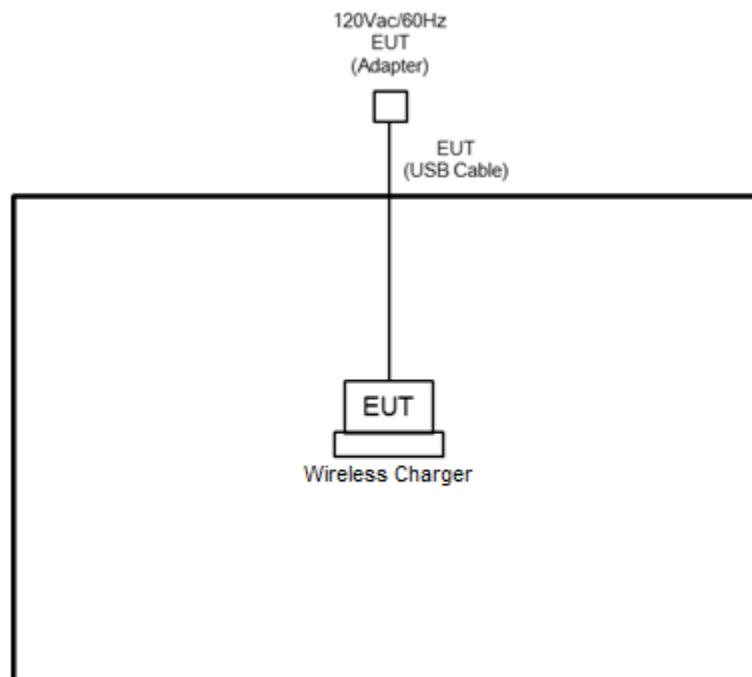 120Vac/60Hz
EUT
(Adapter)
EUT
(USB Cable)
EUT
Wireless Charger